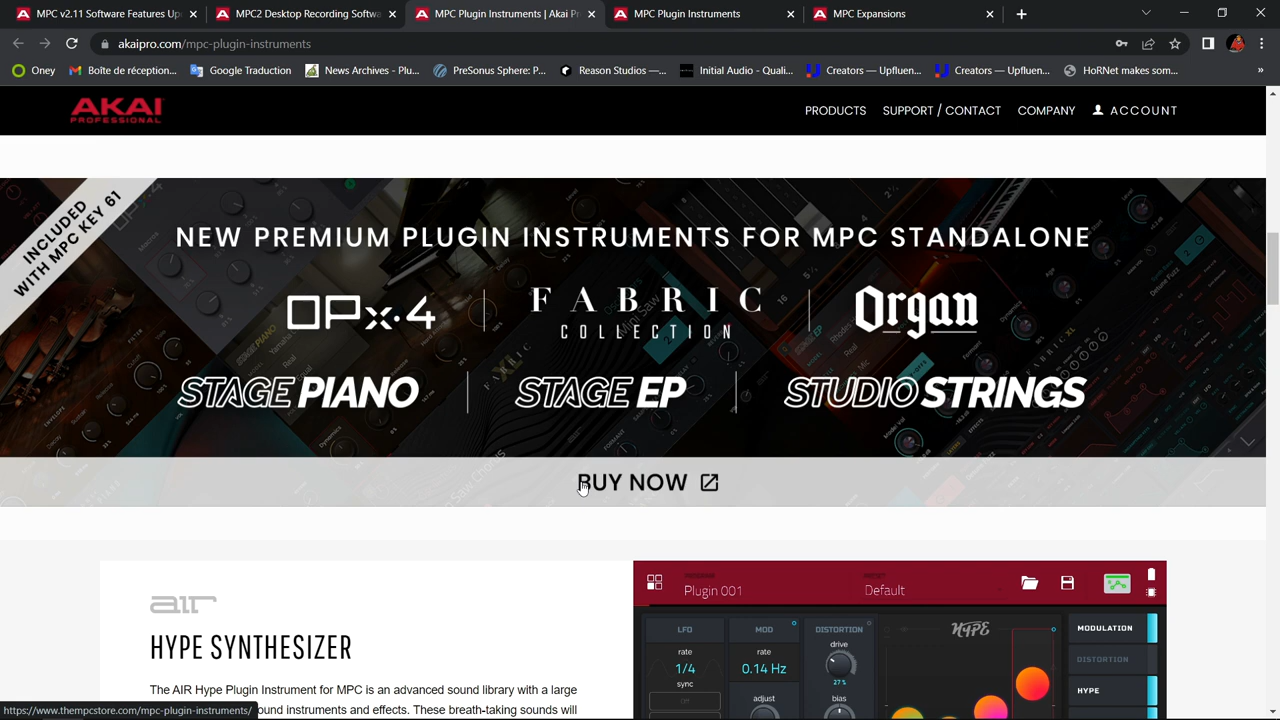 MPC v2.11 Software Features Up
MPC2 Desktop Recording Softwa
MPC Plugin Instruments | Akai Pr
MPC Plugin Instruments
MPC Expansions
akaipro.com/mpc-plugin-instruments
Oney
Boîte de réception...
Google Traduction
News Archives - Plu...
PreSonus Sphere: P...
Reason Studios —...
Initial Audio - Quali...
Creators — Upfluen...
Creators — Upfluen...
HoRNet makes som...
AKAI
PROFESSIONAL
PRODUCTS
SUPPORT / CONTACT
COMPANY
ACCOUNT
INCLUDED
WITH MPC KEY 61
NEW PREMIUM PLUGIN INSTRUMENTS FOR MPC STANDALONE
OPx·4
FABRIC
COLLECTION
Organ
STAGE PIANO
STAGE EP
STUDIO STRINGS
BUY NOW
air
HYPE SYNTHESIZER
The AIR Hype Plugin Instrument for MPC is an advanced sound library with a large
ound instruments and effects. These breath-taking sounds will
Plugin 001
Default
LFO
MOD
DISTORTION
HYPE
rate
rate
drive
1/4
0.14 Hz
27 %
sync
adjust
bias
Off
MODULATION
DISTORTION
HYPE
https://www.thempcstore.com/mpc-plugin-instruments/